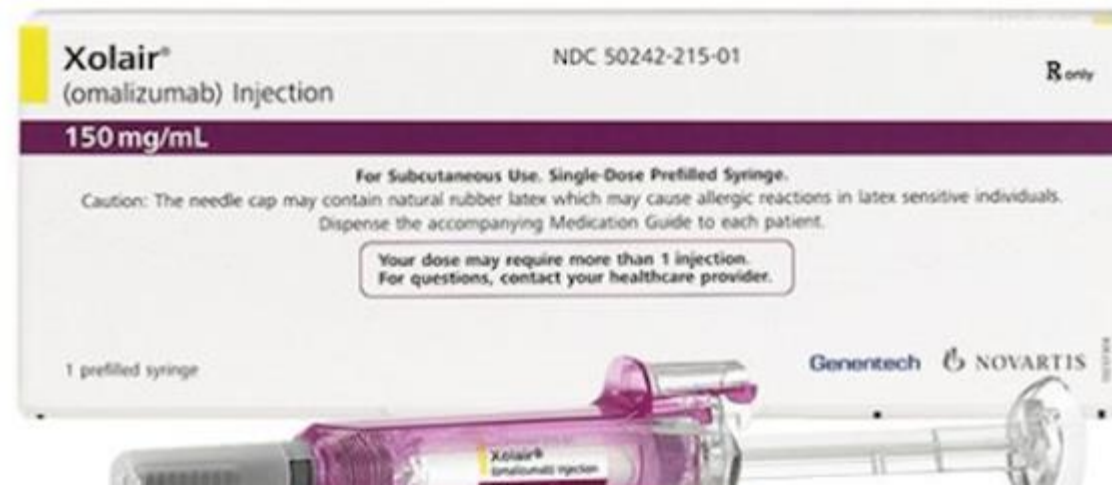 Xolair®
(omalizumab) Injection
NDC 50242-215-01
Rx only
150 mg/mL
For Subcutaneous Use. Single-Dose Prefilled Syringe.
Caution: The needle cap may contain natural rubber latex which may cause allergic reactions in latex sensitive individuals.
Dispense the accompanying Medication Guide to each patient.
Your dose may require more than 1 injection.
For questions, contact your healthcare provider.
1 prefilled syringe
Genentech
NOVARTIS
Xolair®
(omalizumab) Injection